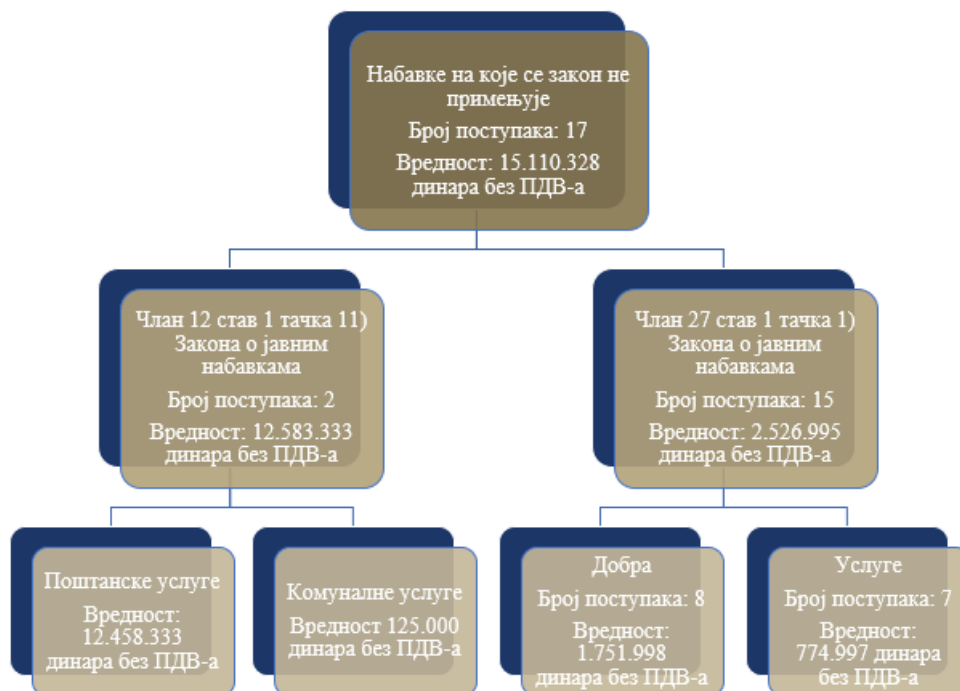 Набавке на које се закон не
примењује
Број поступака: 17
Вредност: 15.110.328
динара без ПДВ-а
Члан 12 став 1 тачка 11)
Закона о јавним
набавкама
Број поступака: 2
Вредност: 12.583.333
динара без ПДВ-а
Члан 27 став 1 тачка 1)
Закона о јавним
набавкама
Број поступака: 15
Вредност: 2.526.995
динара без ПДВ-а
Поштанске услуге
Вредност:
12.458.333
динара без ПДВ-а
Комуналне услуге
Вредност 125.000
динара без ПДВ-а
Добра
Број поступака: 8
Вредност:
1.751.998
динара без ПДВ-а
Услуге
Број поступака: 7
Вредност:
774.997 динара
без ПДВ-а